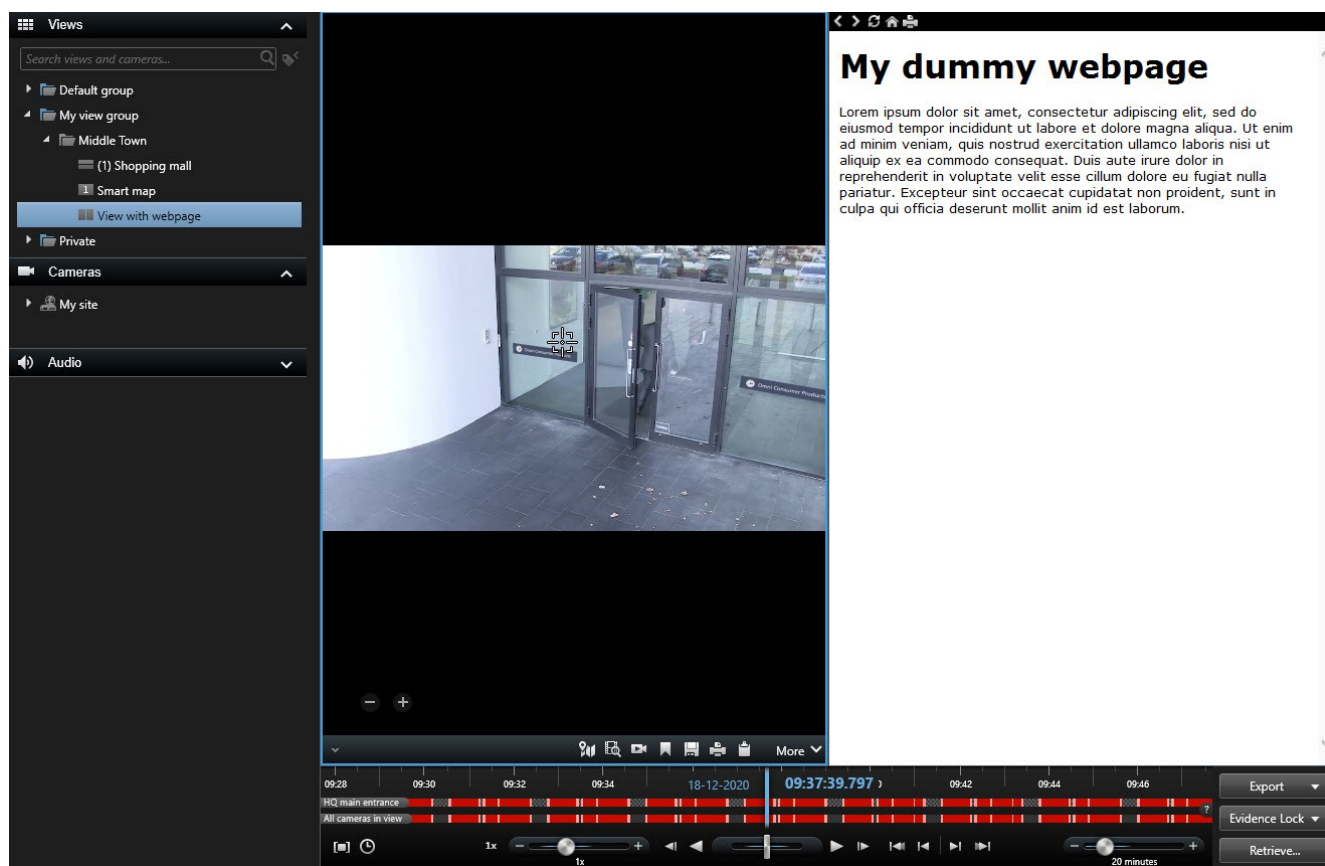 Views
Search views and cameras...
Default group
My view group
Middle Town
(1) Shopping mall
1 Smart map
View with webpage
Private
Cameras
My site
Audio
Omni Consumer Products
Omni Consumer Products
More
My dummy webpage
Lorem ipsum dolor sit amet, consectetur adipiscing elit, sed do
eiusmod tempor incididunt ut labore et dolore magna aliqua. Ut enim
ad minim veniam, quis nostrud exercitation ullamco laboris nisi ut
aliquip ex ea commodo consequat. Duis aute irure dolor in
reprehenderit in voluptate velit esse cillum dolore eu fugiat nulla
pariatur. Excepteur sint occaecat cupidatat non proident, sunt in
culpa qui officia deserunt mollit anim id est laborum.
09:28 09:30 09:32 09:34 18-12-2020 09:37:39.797 09:42 09:44 09:46
HQ main entrance
All cameras in view
?
1x
1x
20 minutes
Export
Evidence Lock
Retrieve...